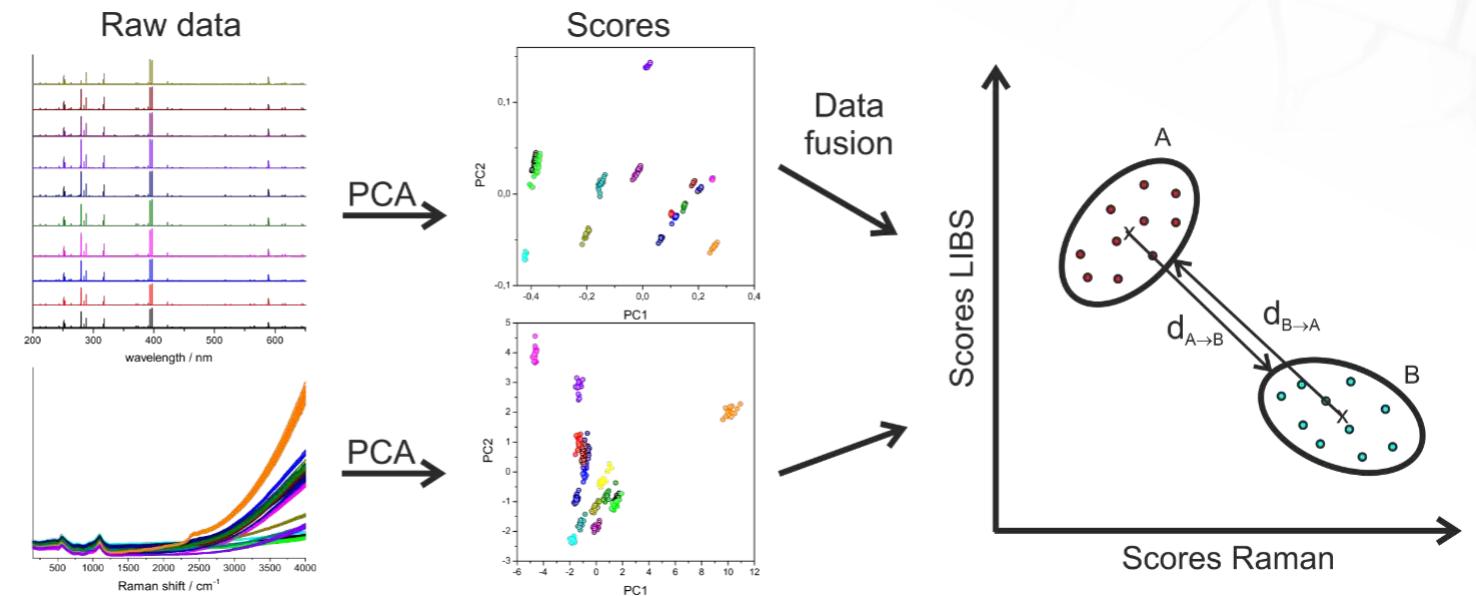 Raw data
200 300 400 500 600
wavelength / nm
500 1000 1500 2000 2500 3000 3500 4000
Raman shift / cm⁻¹
PCA
PCA
Scores
PC2
0,1
0,0
-0,1
-0,4 -0,2 0,0 0,2 0,4
PC1
PC2
5
4
3
2
1
0
-1
-2
-3
-6 -4 -2 0 2 4 6 8 10 12
PC1
Data
fusion
Scores LIBS
A
x
d A→B
d B→A
B
x
Scores Raman